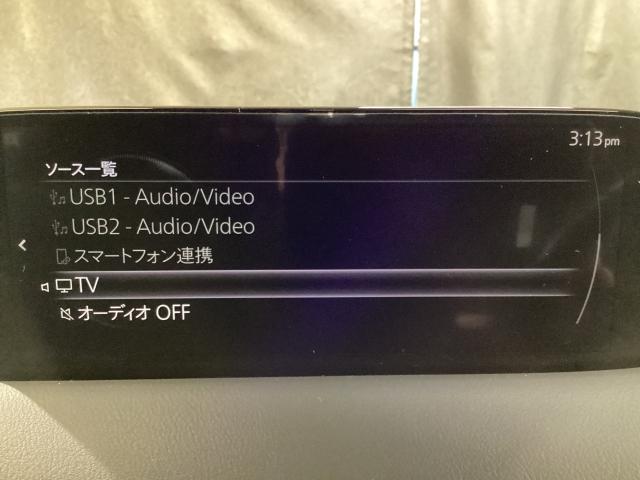 3:13pm
ソース一覧
USB1 - Audio/Video
USB2 - Audio/Video
スマートフォン連携
TV
オーディオ OFF